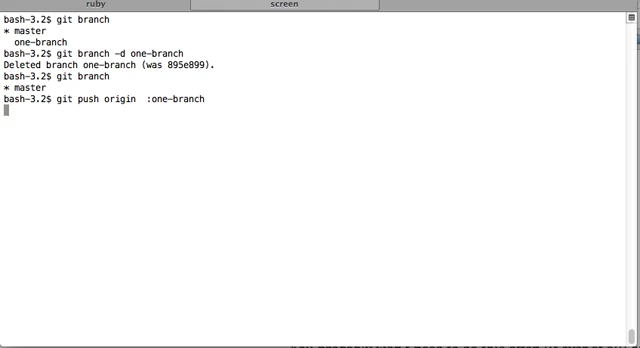 ruby
screen
bash-3.2$ git branch
* master
  one-branch
bash-3.2$ git branch -d one-branch
Deleted branch one-branch (was 895e899).
bash-3.2$ git branch
* master
bash-3.2$ git push origin  :one-branch